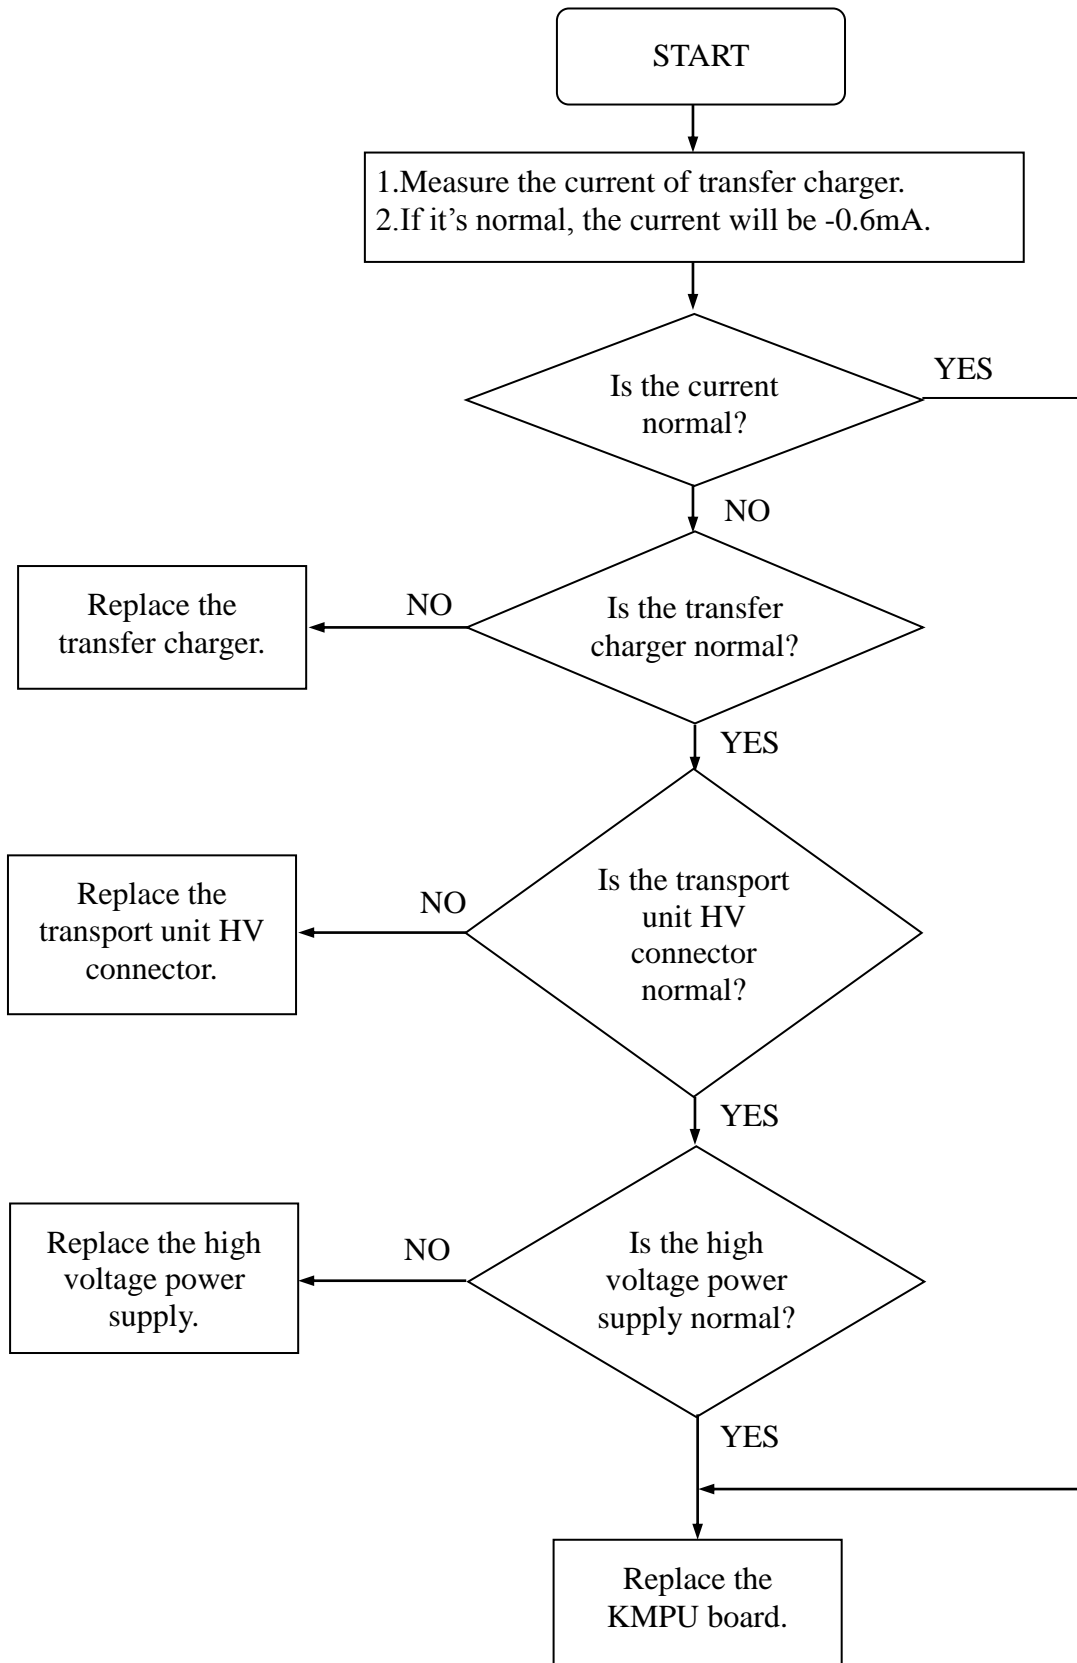 START
1.Measure the current of transfer charger.
2.If it’s normal, the current will be -0.6mA.
Is the current
normal?
YES
NO
Is the transfer
charger normal?
NO
Replace the
transfer charger.
YES
Is the transport
unit HV
connector
normal?
NO
Replace the
transport unit HV
connector.
YES
Is the high
voltage power
supply normal?
NO
Replace the high
voltage power
supply.
YES
Replace the
KMPU board.